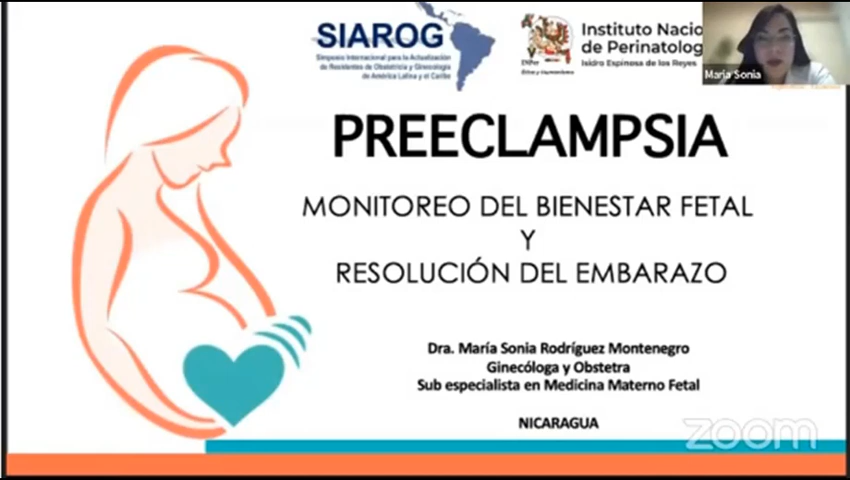 SIAROG
Simposio Internacional para la Actualización
de Residentes de Obstetricia y Ginecología
de América Latina y el Caribe
INPer
Instituto Nacio
de Perinatolog
Isidro Espinosa de los Reyes
María Sonia
PREECLAMPSIA
MONITOREO DEL BIENESTAR FETAL
Y
RESOLUCIÓN DEL EMBARAZO
Dra. María Sonia Rodríguez Montenegro
Ginecóloga y Obstetra
Sub especialista en Medicina Materno Fetal
NICARAGUA
zoom